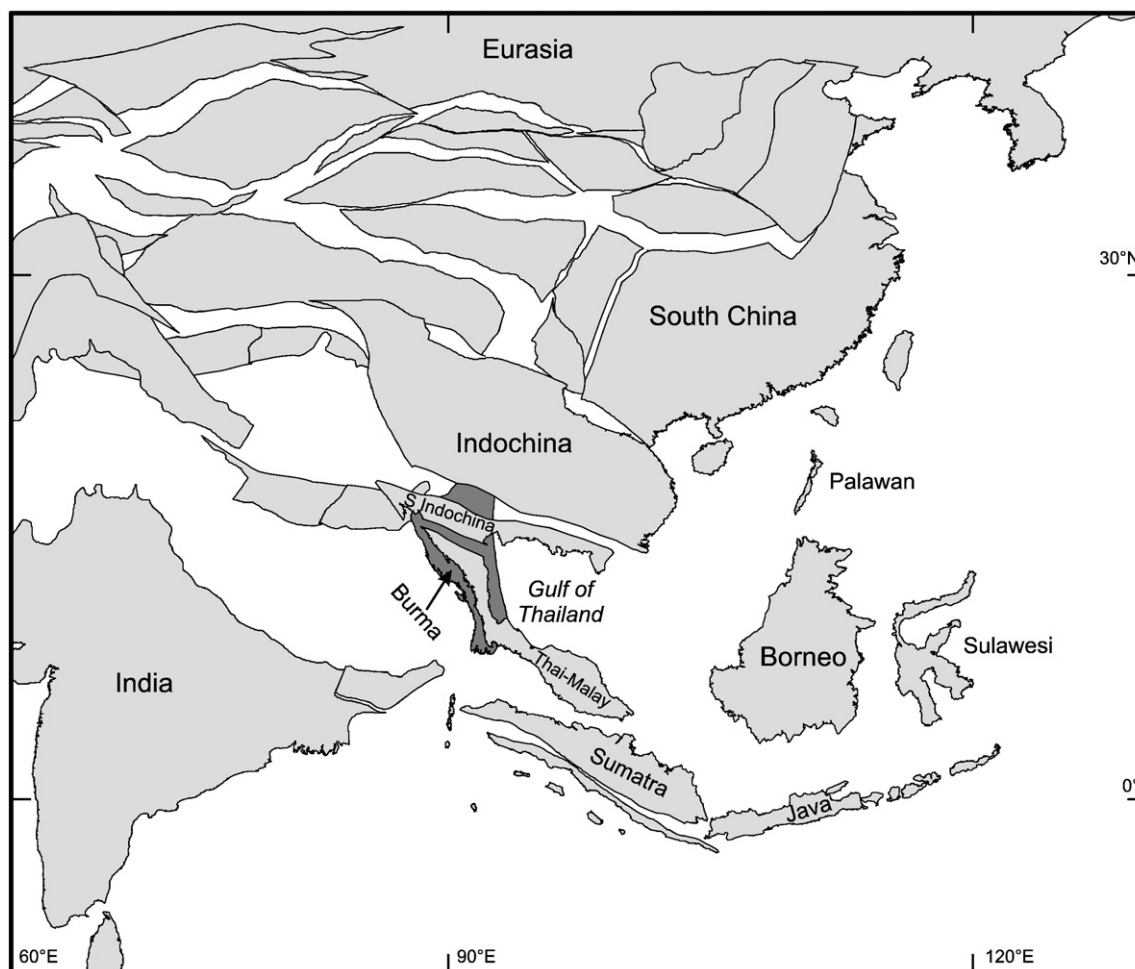 Eurasia
30°N
South China
Indochina
Palawan
S Indochina
Burma
Gulf of
Thailand
Thai-Malay
Borneo
Sulawesi
India
Sumatra
Java
0°
60°E
90°E
120°E